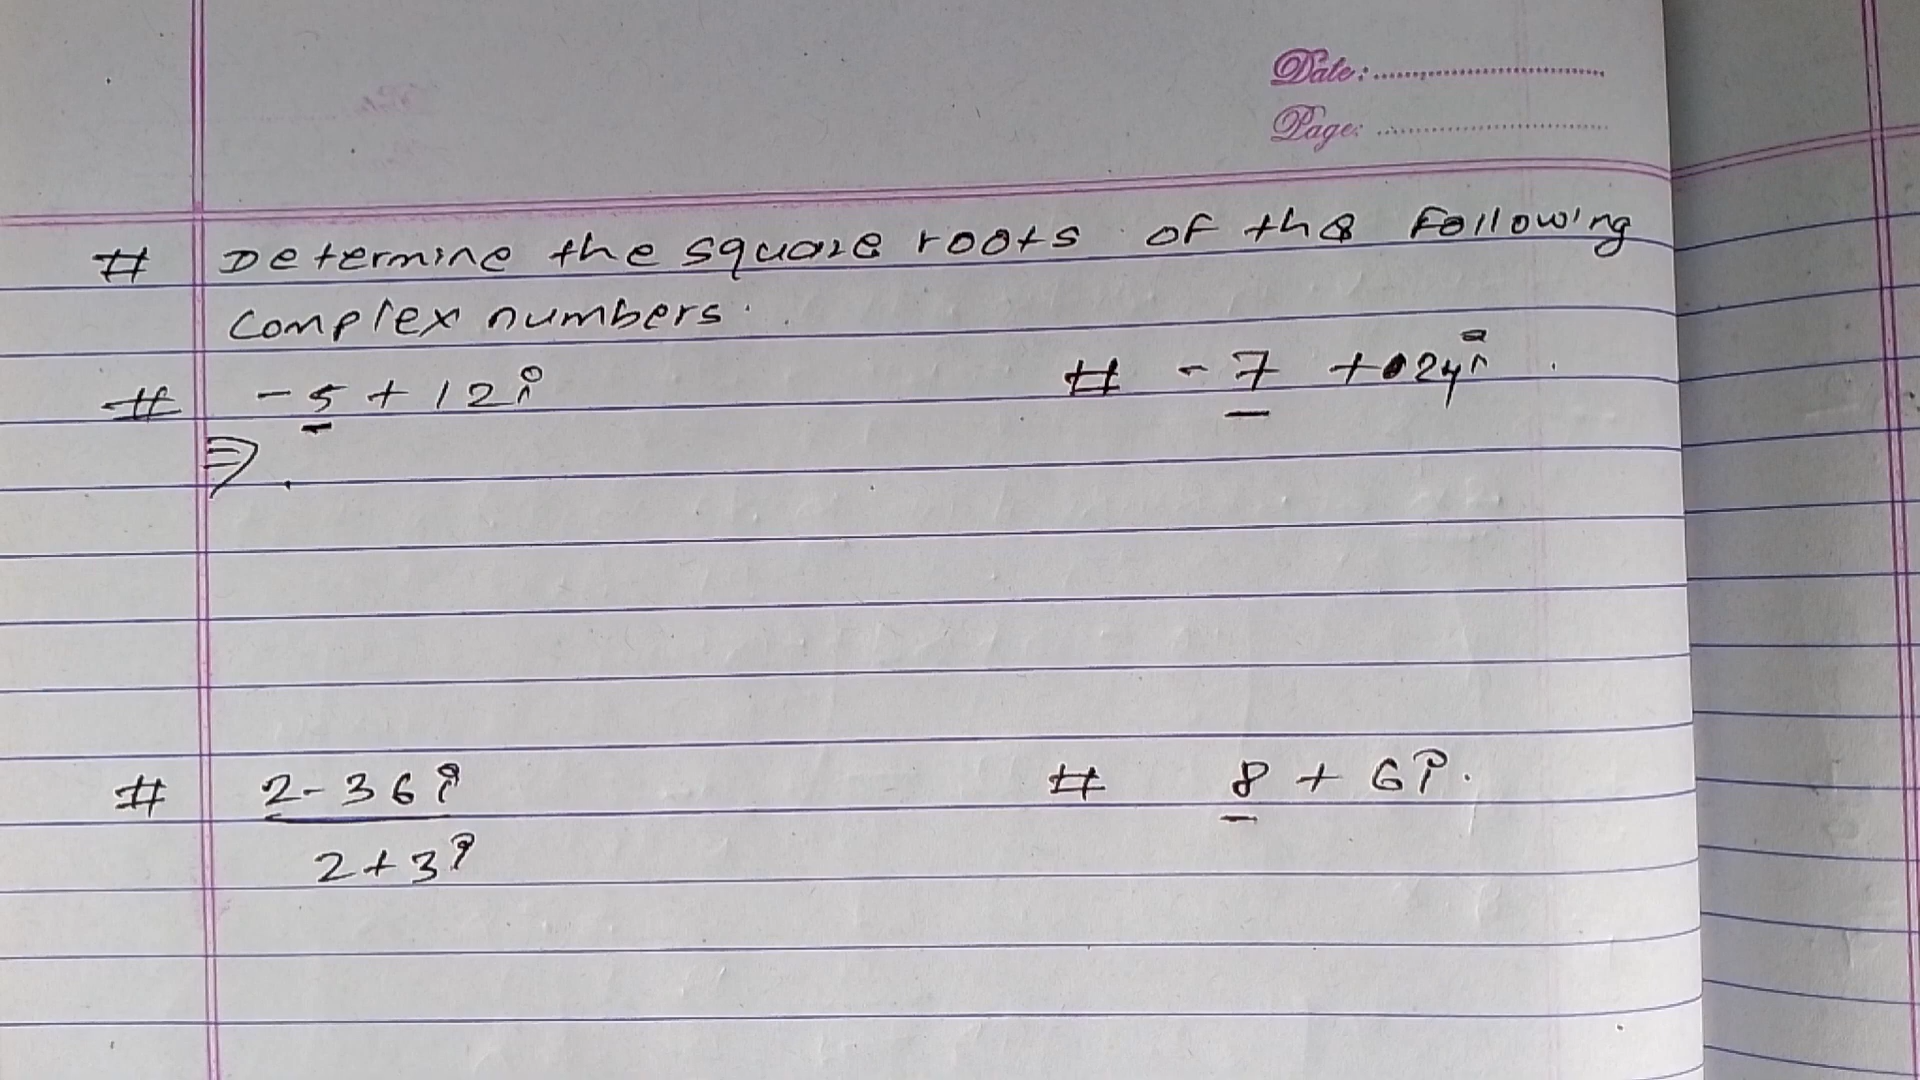 Date:
Page:
# Determine the square roots of the following
complex numbers.
# -5 + 12i # -7 + 24i.
⇒
# 2-36i # 8 + 6i.
2+3i